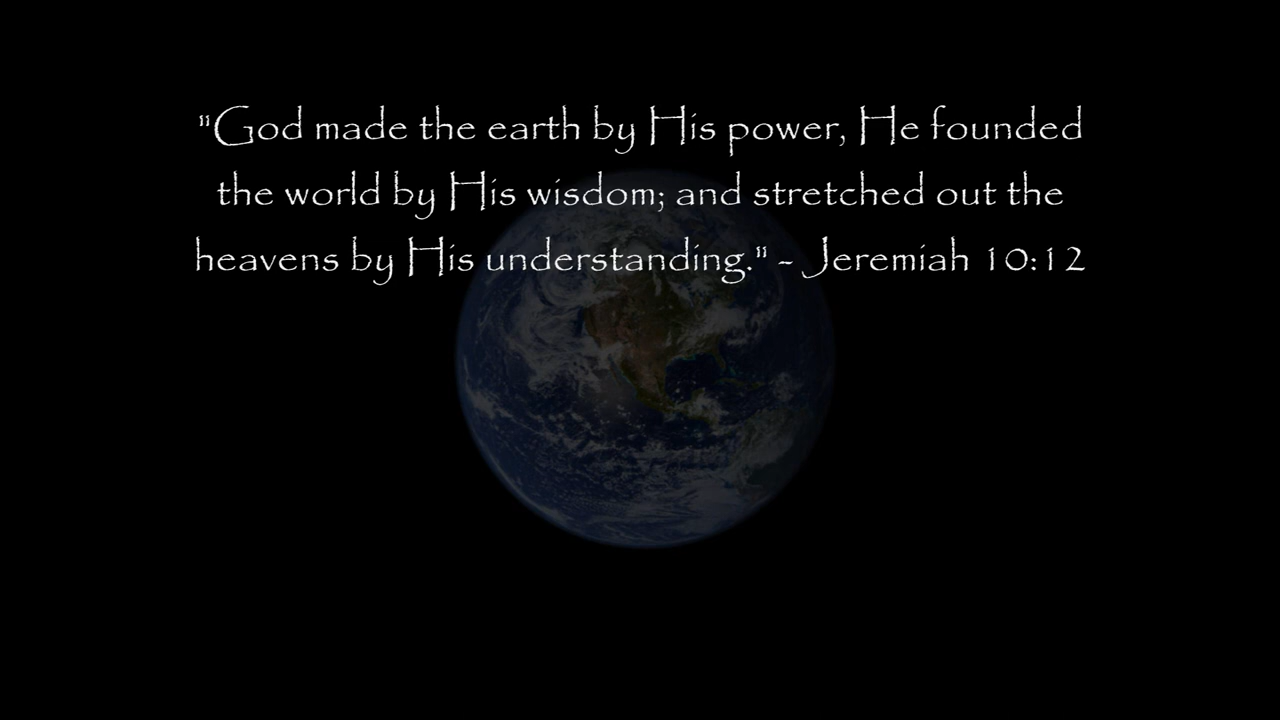 "God made the earth by His power, He founded
the world by His wisdom; and stretched out the
heavens by His understanding." - Jeremiah 10:12